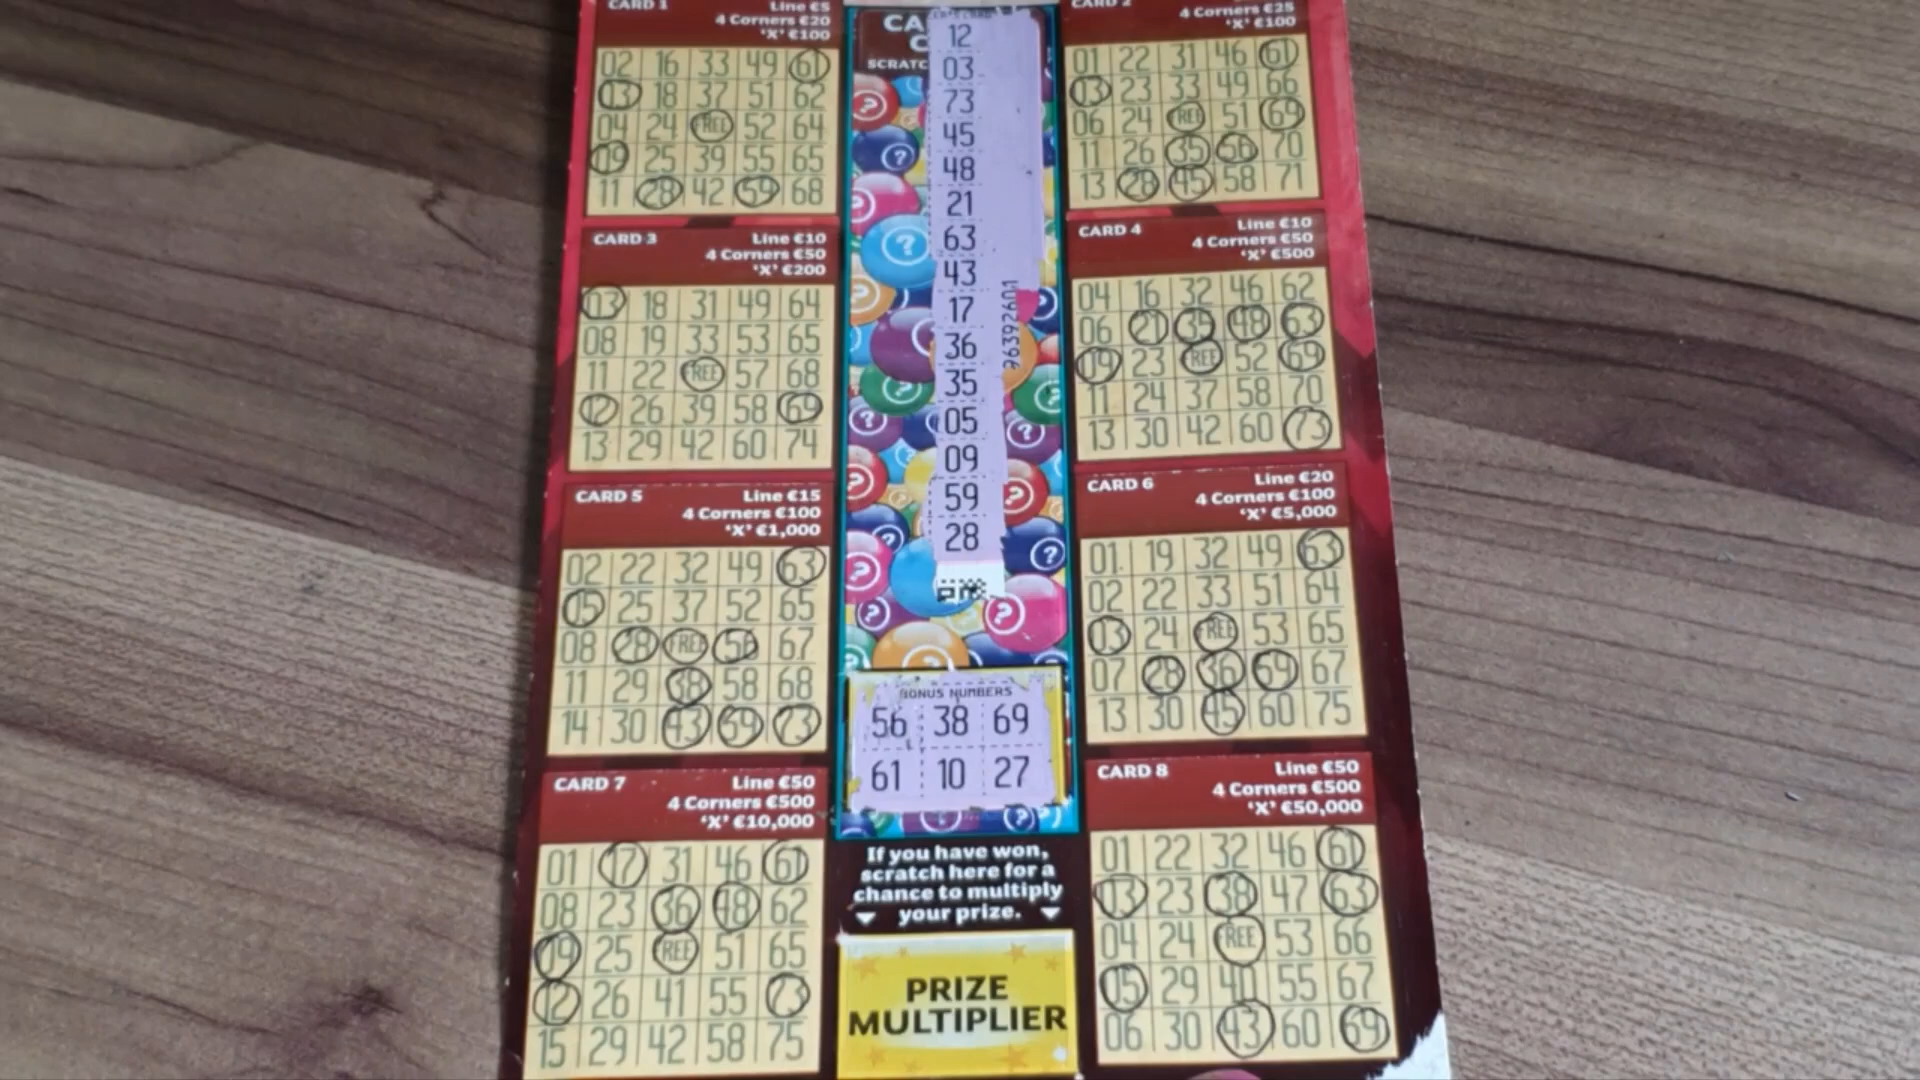 CARD 1
Line €5
4 Corners €20
'X' €100
02 16 33 49 61
03 18 37 51 62
04 24 FREE 52 64
09 25 39 55 65
11 28 42 59 68
CARD 2
4 Corners €25
'X' €100
01 22 31 46 61
03 23 33 49 66
06 24 FREE 51 69
11 26 35 56 70
13 28 45 58 71
CARD 3
Line €10
4 Corners €50
'X' €200
03 18 31 49 64
08 19 33 53 65
11 22 FREE 57 68
12 26 39 58 69
13 29 42 60 74
CARD 4
Line €10
4 Corners €50
'X' €500
04 16 32 46 62
06 21 35 48 63
09 23 FREE 52 69
11 24 37 58 70
13 30 42 60 73
CARD 5
Line €15
4 Corners €100
'X' €1,000
02 22 32 49 63
05 25 37 52 65
08 28 FREE 56 67
11 29 38 58 68
14 30 43 59 73
CARD 6
Line €20
4 Corners €100
'X' €5,000
01 19 32 49 63
02 22 33 51 64
03 24 FREE 53 65
07 28 36 59 67
13 30 45 60 75
CARD 7
Line €50
4 Corners €500
'X' €10,000
01 17 31 46 61
08 23 36 48 62
09 25 FREE 51 65
12 26 41 55 73
15 29 42 58 75
CARD 8
Line €50
4 Corners €500
'X' €50,000
01 22 32 46 61
03 23 38 47 63
04 24 FREE 53 66
05 29 40 55 67
06 30 43 60 69
12
03
73
45
48
21
63
43
17
36
35
05
09
59
28
BONUS NUMBERS
56 38 69
61 10 27
If you have won,
scratch here for a
chance to multiply
your prize.
PRIZE
MULTIPLIER